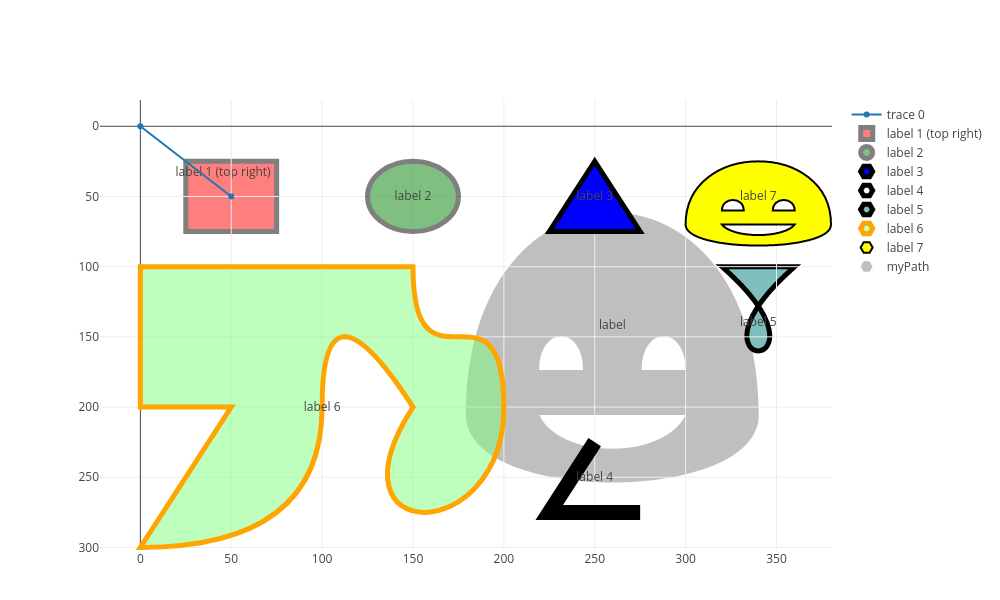 trace 0
label 1 (top right)
label 2
label 3
label 4
label 5
label 6
label 7
myPath
0
50
100
150
200
250
300
0
50
100
150
200
250
300
350
label 1 (top right)
label 2
label 3
label 7
label
label 5
label 6
label 4